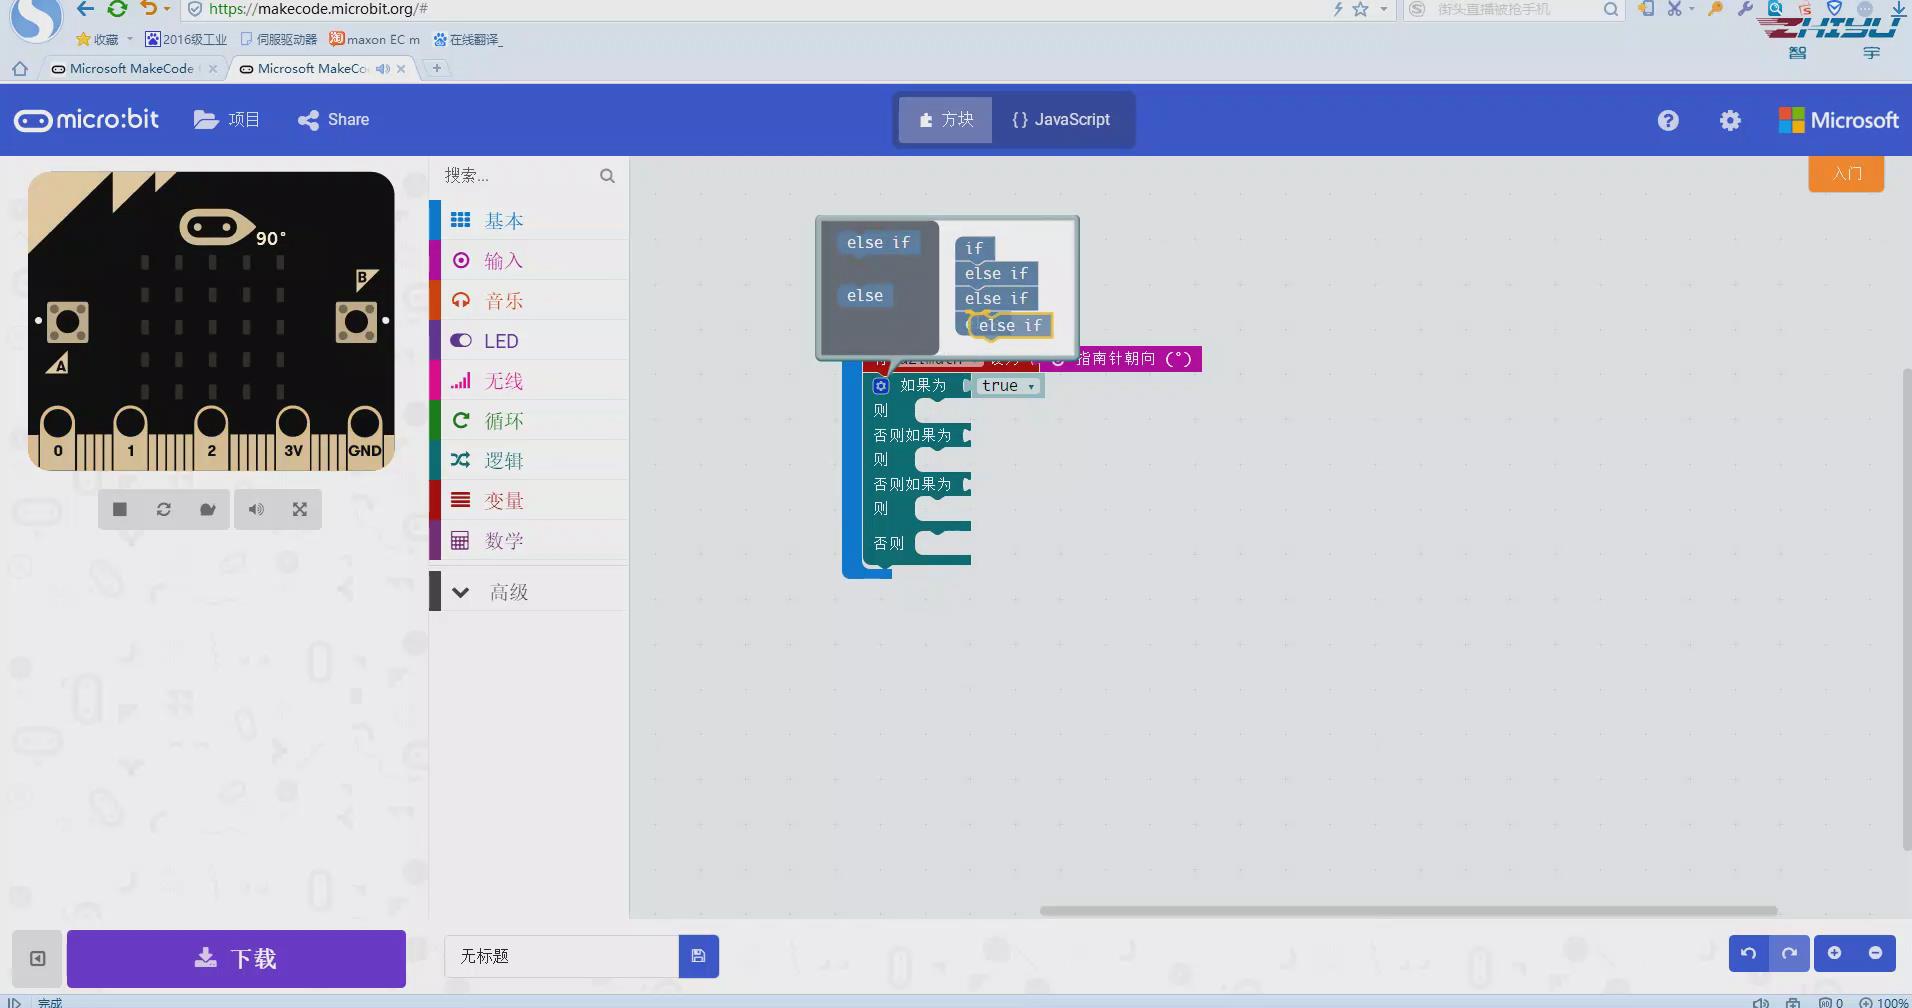 https://makecode.microbit.org/#
街头直播被抢手机
ZHIYU
智 宇
收藏
2016级工业
伺服驱动器
maxon EC m
在线翻译_
Microsoft MakeCode
Microsoft MakeCo
micro:bit
项目
Share
方块
{} JavaScript
Microsoft
搜索...
入门
基本
输入
音乐
LED
无线
循环
逻辑
变量
数学
高级
90°
B
A
0
1
2
3V
GND
else if
else
if
else if
else if
else if
指南针朝向 (°)
如果为
true
则
否则如果为
则
否则如果为
则
否则
下载
无标题
完成
0
100%